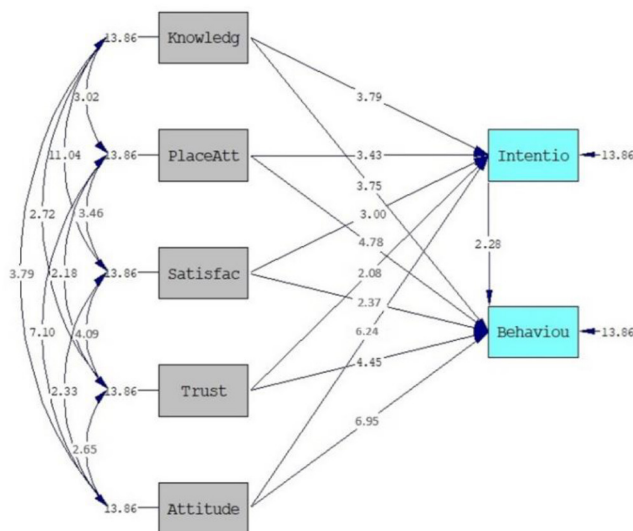 13.86 Knowledg
3.79
3.02
Intentio 13.86
11.04 13.86 PlaceAtt 3.43
3.75
3.46
3.00
2.72 4.78 2.28
3.79 2.18 13.86 Satisfac 2.08
2.37
7.10 4.09 6.24 Behaviou 13.86
4.45
2.33 13.86 Trust
6.95
2.65
13.86 Attitude